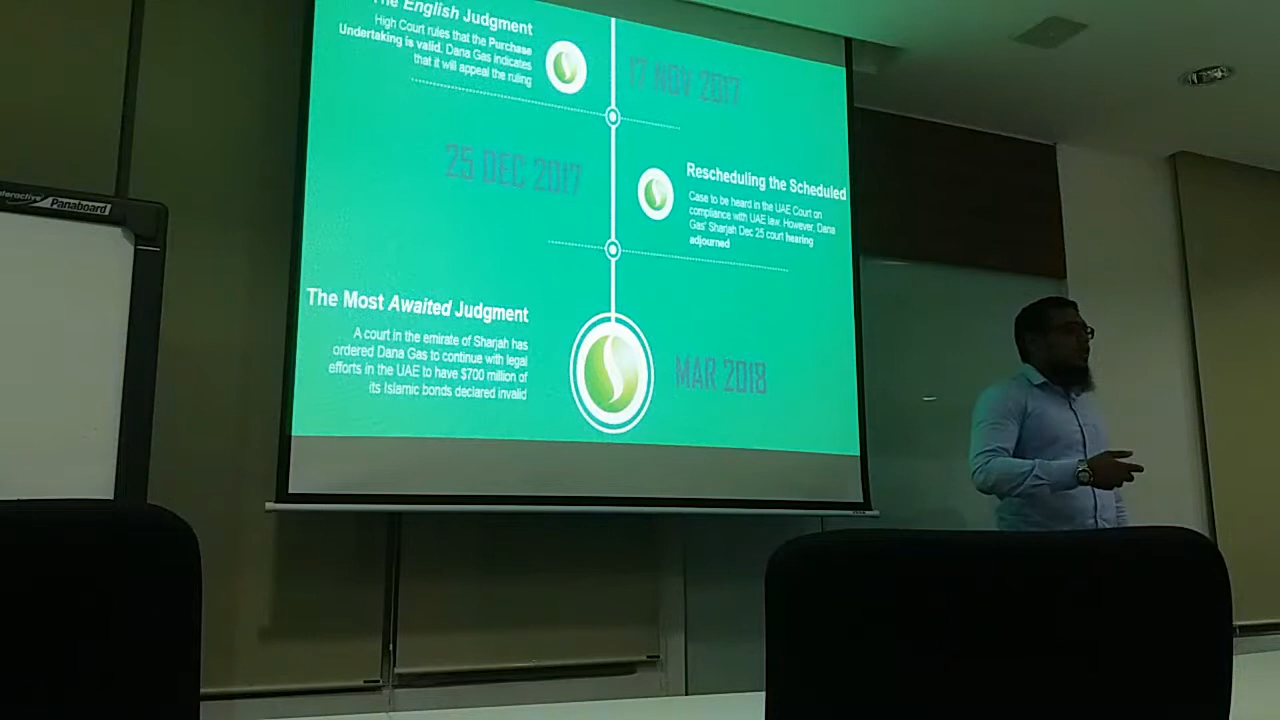 The English Judgment
High Court rules that the Purchase
Undertaking is valid. Dana Gas indicates
that it will appeal the ruling
17 NOV 2017
25 DEC 2017
Rescheduling the Scheduled
Case to be heard in the UAE Court on
compliance with UAE law. However, Dana
Gas' Sharjah Dec 25 court hearing
adjourned
The Most Awaited Judgment
A court in the emirate of Sharjah has
ordered Dana Gas to continue with legal
efforts in the UAE to have $700 million of
its Islamic bonds declared invalid
MAR 2018
Panaboard